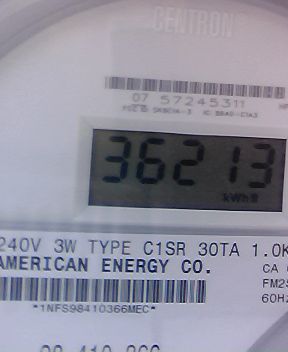 CENTRON®
07 57245311
36213
kWh
240V 3W TYPE C1SR 30TA 1.0K
AMERICAN ENERGY CO.
CA
FM2S
60Hz
*1NFS98410366MEC*